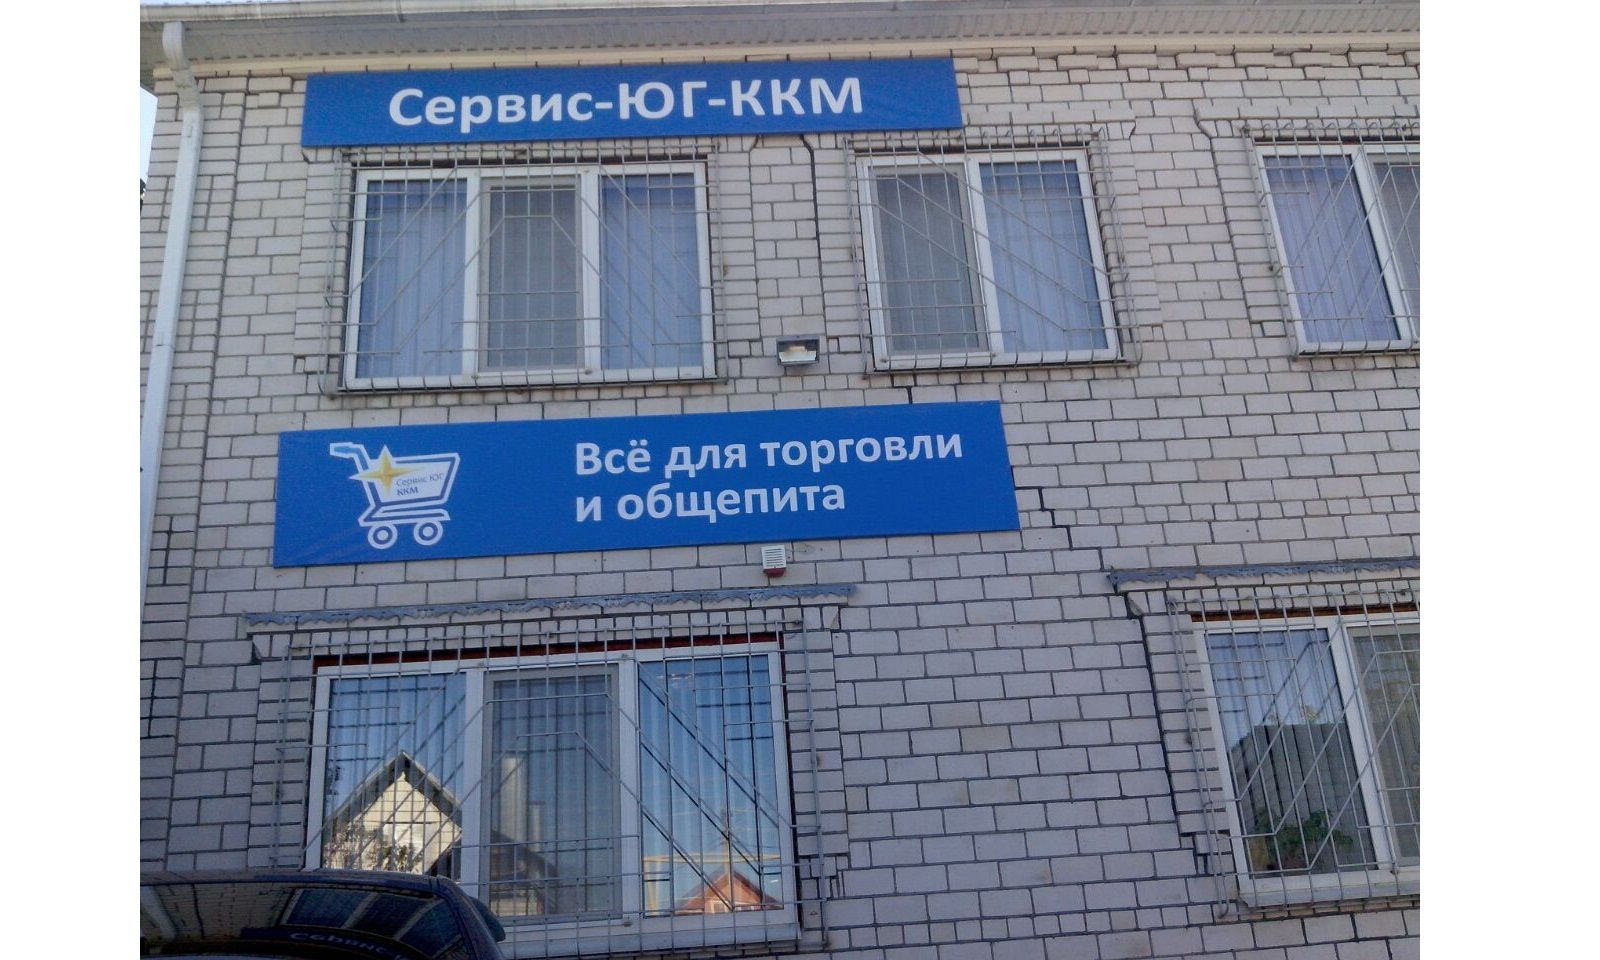 Сервис-ЮГ-ККМ
Сервис ЮГ
ККМ
Всё для торговли
и общепита